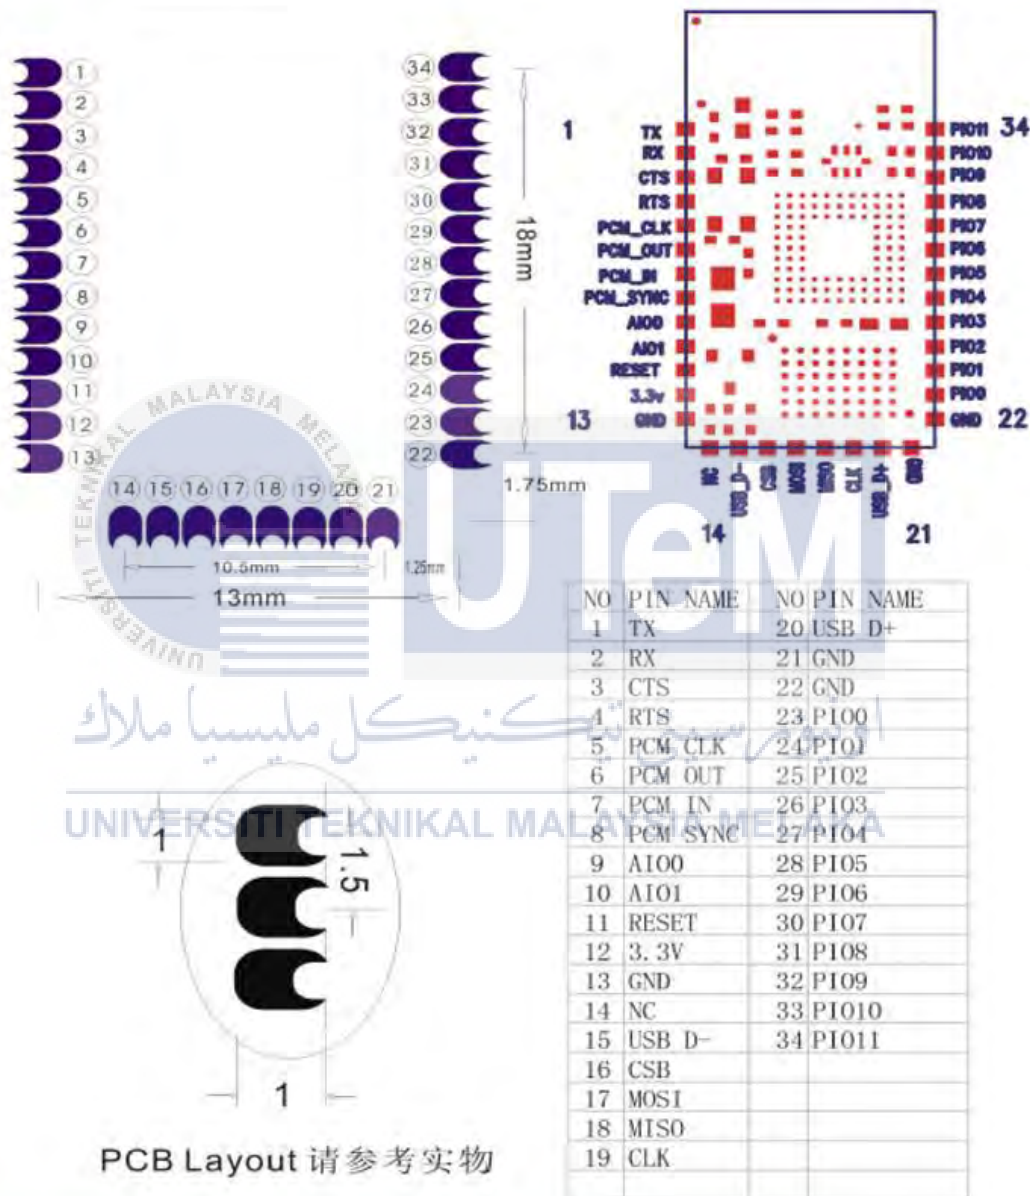 1 34
2 33
3 32
4 31
5 30
6 29
7 28
8 27
9 26
10 25
11 24
12 23
13 22
14 15 16 17 18 19 20 21
18mm
1.75mm
10.5mm 1.25mm
13mm
1 TX PIO11 34
RX PIO10
CTS PIO9
RTS PIO8
PCM_CLK PIO7
PCM_OUT PIO6
PCM_IN PIO5
PCM_SYNC PIO4
AIO0 PIO3
AIO1 PIO2
RESET PIO1
3.3v PIO0
13 GND GND 22
NC USB_D- CSB MOSI MISO CLK USB_D+ GND
14 21
NO PIN NAME NO PIN NAME
1 TX 20 USB D+
2 RX 21 GND
3 CTS 22 GND
4 RTS 23 PIO0
5 PCM CLK 24 PIO1
6 PCM OUT 25 PIO2
7 PCM IN 26 PIO3
8 PCM SYNC 27 PIO4
9 AIO0 28 PIO5
10 AIO1 29 PIO6
11 RESET 30 PIO7
12 3.3V 31 PIO8
13 GND 32 PIO9
14 NC 33 PIO10
15 USB D- 34 PIO11
16 CSB
17 MOSI
18 MISO
19 CLK
1
1.5
1
PCB Layout 请参考实物
UNIVERSITI TEKNIKAL MALAYSIA MELAKA
UTeM
اونيۏرسيتي تيكنيكل مليسيا ملاك
UNIVERSITI TEKNIKAL MALAYSIA MELAKA